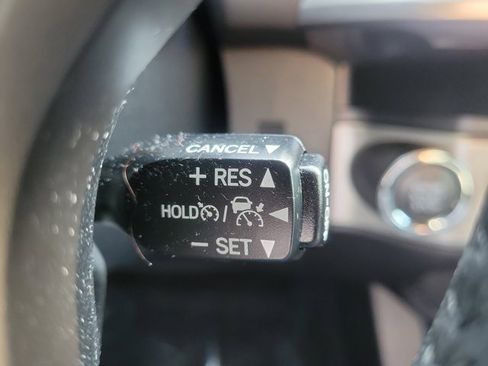 CANCEL ▼
+ RES ▲
HOLD / ◀
− SET ▼